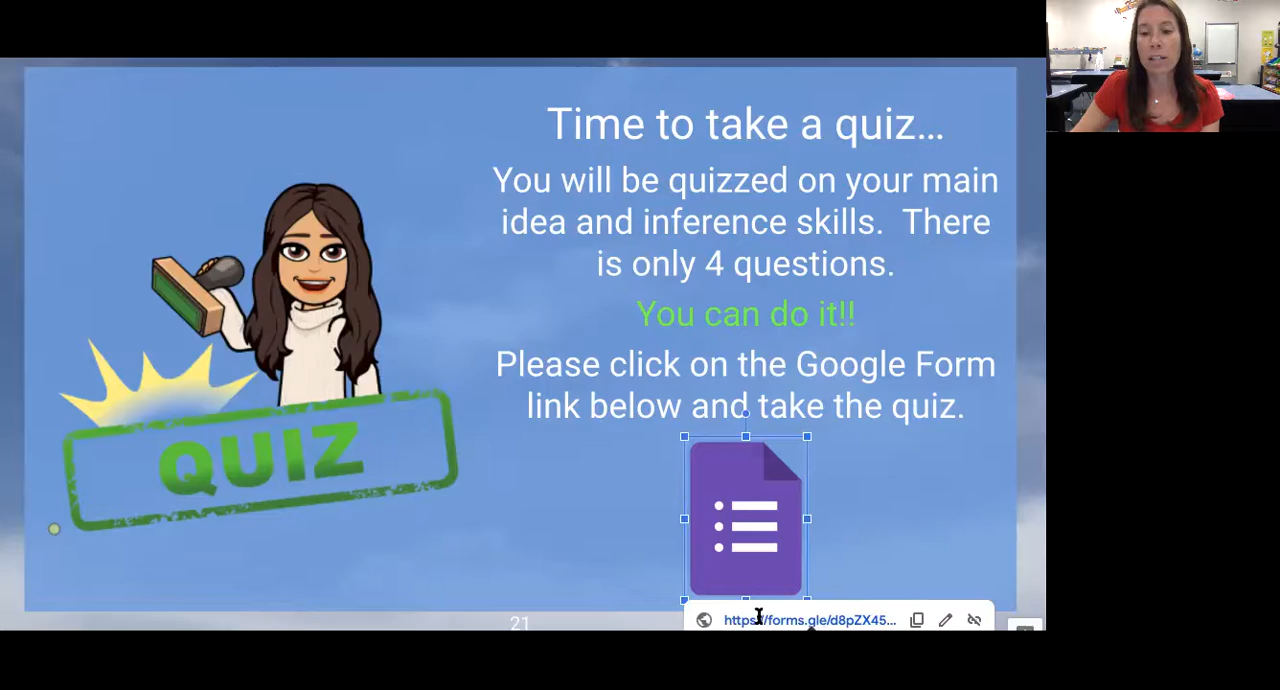 Time to take a quiz...
You will be quizzed on your main
idea and inference skills.  There
is only 4 questions.
You can do it!!
Please click on the Google Form
link below and take the quiz.
QUIZ
https://forms.gle/d8pZX45...
21